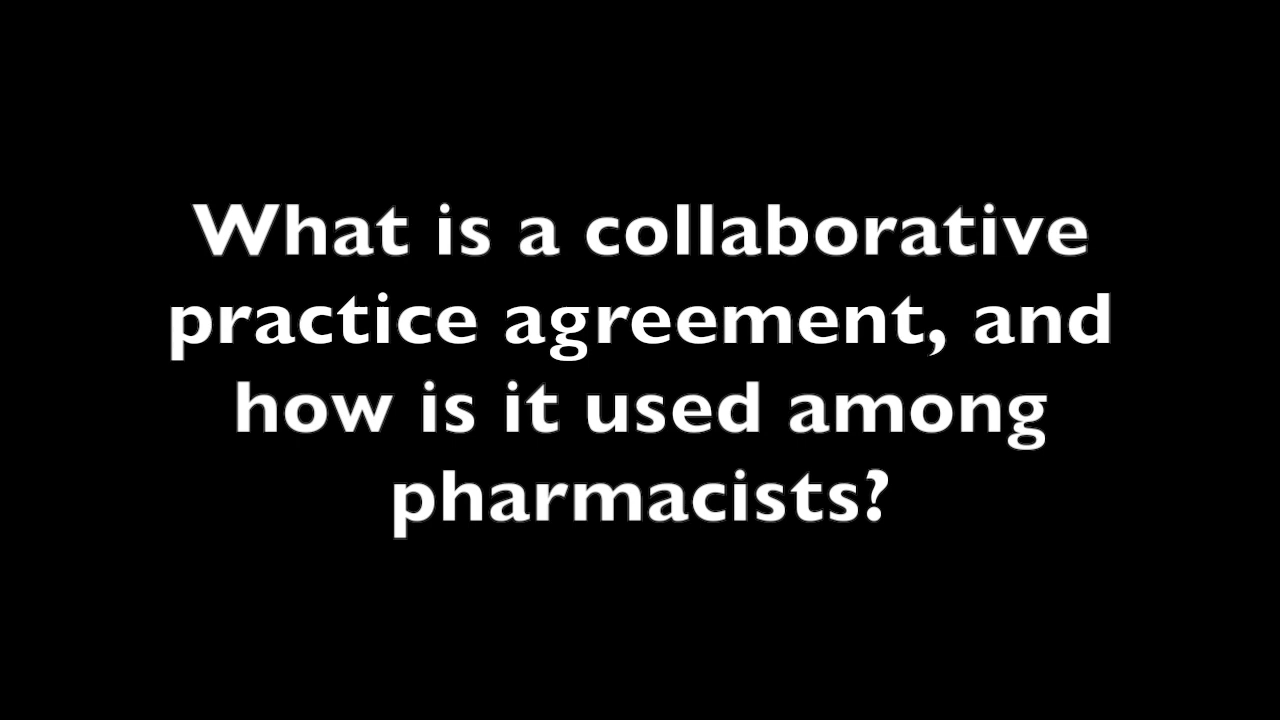 What is a collaborative
practice agreement, and
how is it used among
pharmacists?